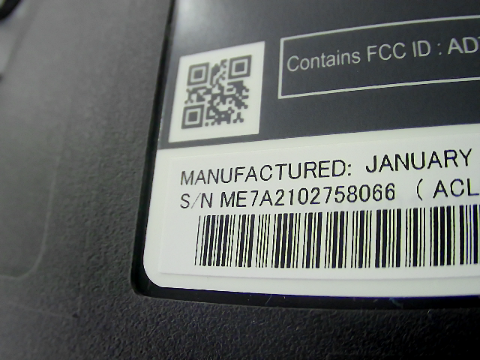 Contains FCC ID : AD
MANUFACTURED: JANUARY
S/N ME7A2102758066 ( ACL